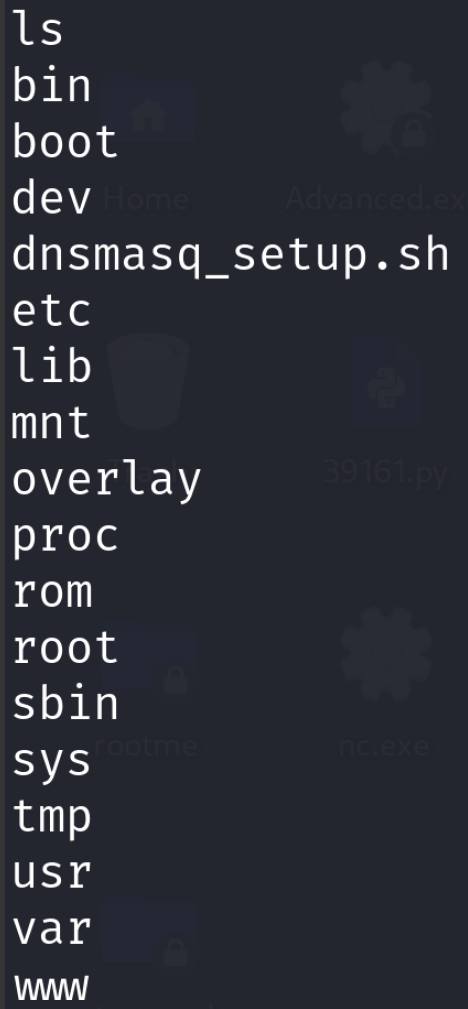 ls
bin
boot
dev
Home
Advanced.ex
dnsmasq_setup.sh
etc
lib
mnt
overlay
39161.py
proc
rom
root
sbin
sys
rootme
nc.exe
tmp
usr
var
www